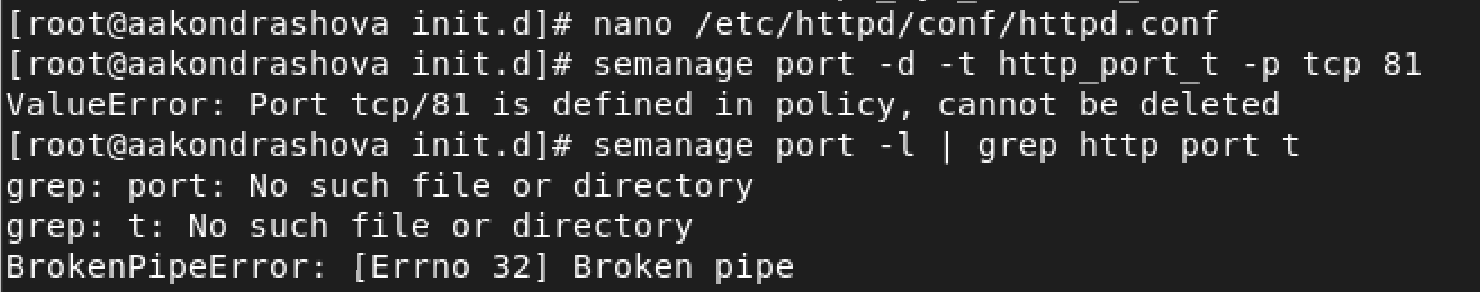 [root@aakondrashova init.d]# nano /etc/httpd/conf/httpd.conf
[root@aakondrashova init.d]# semanage port -d -t http_port_t -p tcp 81
ValueError: Port tcp/81 is defined in policy, cannot be deleted
[root@aakondrashova init.d]# semanage port -l | grep http port t
grep: port: No such file or directory
grep: t: No such file or directory
BrokenPipeError: [Errno 32] Broken pipe